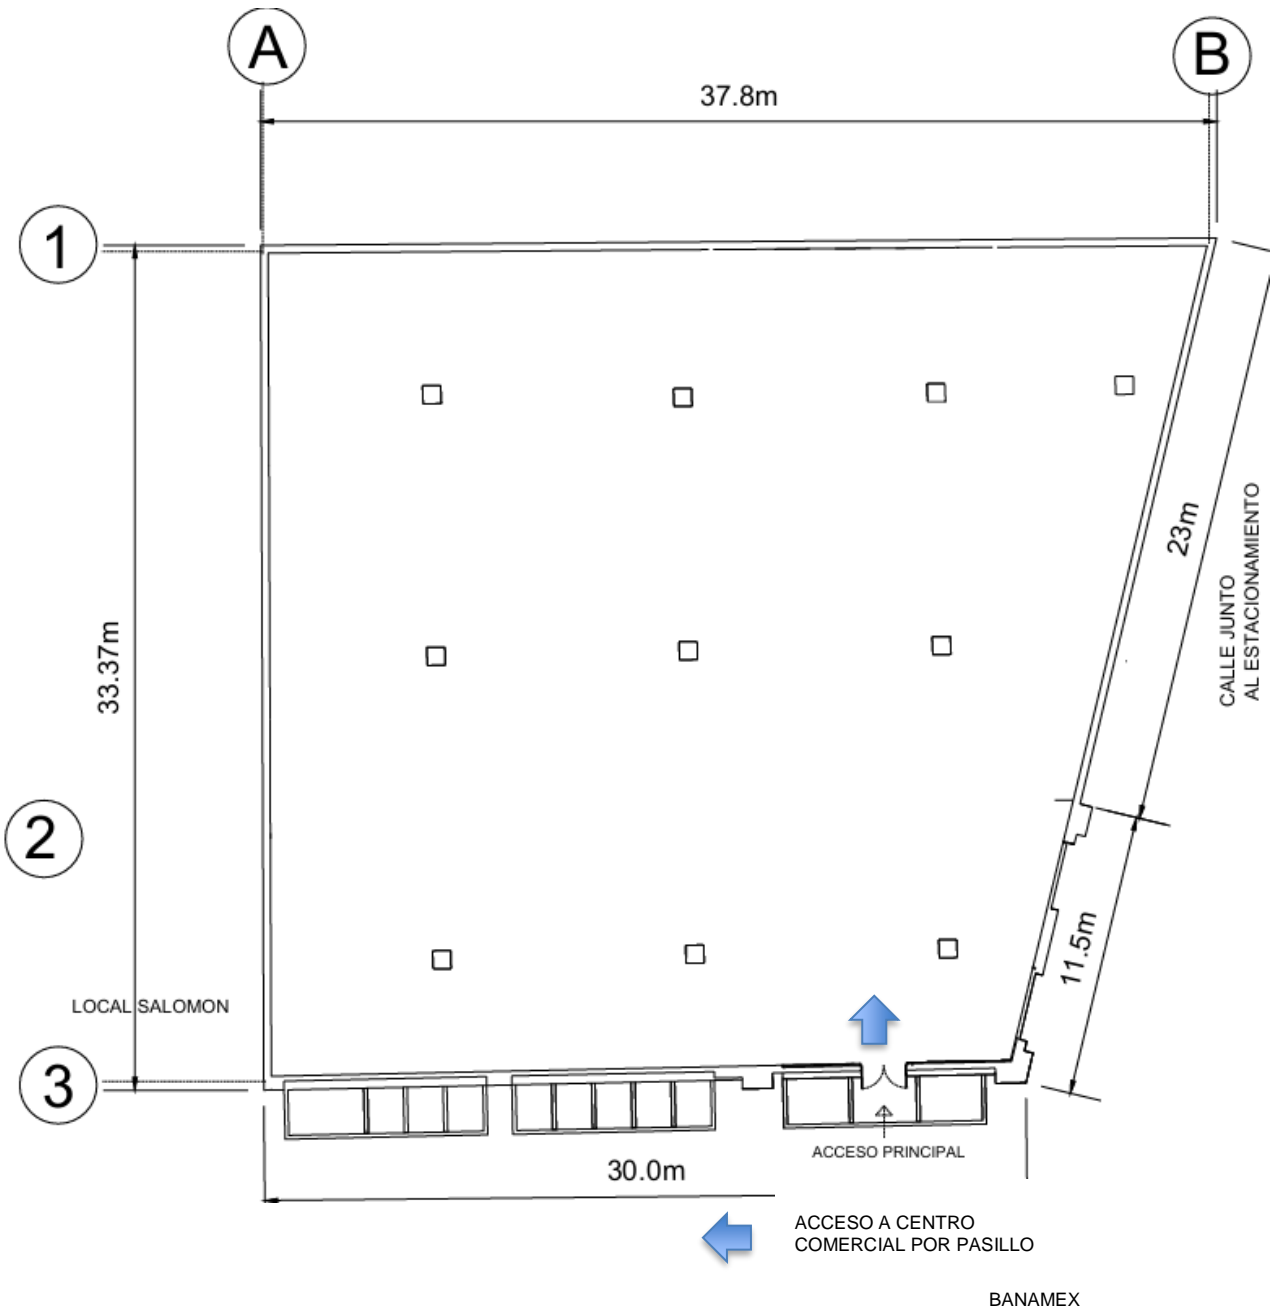 A
B
37.8m
1
23m
CALLE JUNTO
AL ESTACIONAMIENTO
33.37m
2
11.5m
LOCAL SALOMON
3
ACCESO PRINCIPAL
30.0m
ACCESO A CENTRO
COMERCIAL POR PASILLO
BANAMEX